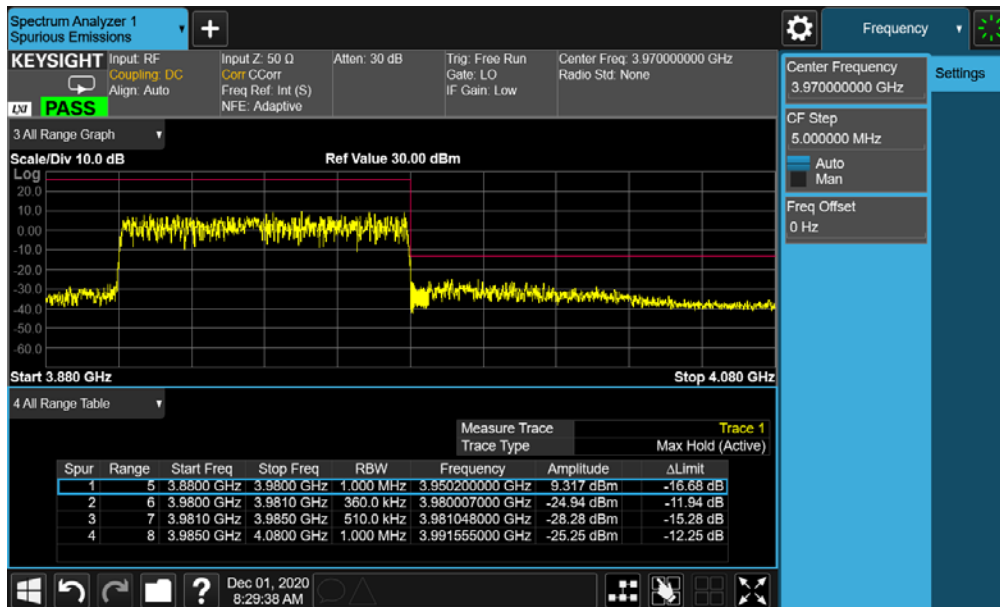 Spectrum Analyzer 1
Spurious Emissions
+
Frequency
KEYSIGHT
LXI PASS
Input: RF
Coupling: DC
Align: Auto
Input Z: 50 Ω
Corr CCorr
Freq Ref: Int (S)
NFE: Adaptive
Atten: 30 dB
Trig: Free Run
Gate: LO
IF Gain: Low
Center Freq: 3.970000000 GHz
Radio Std: None
Center Frequency
3.970000000 GHz
Settings
CF Step
5.000000 MHz
Auto
Man
Freq Offset
0 Hz
3 All Range Graph
Scale/Div 10.0 dB Ref Value 30.00 dBm
Log
20.0
10.0
0.00
-10.0
-20.0
-30.0
-40.0
-50.0
-60.0
Start 3.880 GHz Stop 4.080 GHz
4 All Range Table
Measure Trace Trace 1
Trace Type Max Hold (Active)
Spur Range Start Freq Stop Freq RBW Frequency Amplitude ΔLimit
1 5 3.8800 GHz 3.9800 GHz 1.000 MHz 3.950200000 GHz 9.317 dBm -16.68 dB
2 6 3.9800 GHz 3.9810 GHz 360.0 kHz 3.980007000 GHz -24.94 dBm -11.94 dB
3 7 3.9810 GHz 3.9850 GHz 510.0 kHz 3.981048000 GHz -28.28 dBm -15.28 dB
4 8 3.9850 GHz 4.0800 GHz 1.000 MHz 3.991555000 GHz -25.25 dBm -12.25 dB
?
Dec 01, 2020
8:29:38 AM